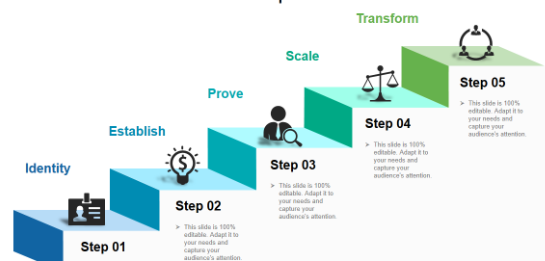 Transform
Scale
Prove
Establish
Identity
Step 01
Step 02
➢ This slide is 100%
editable. Adapt it to
your needs and
capture your
audience's attention.
Step 03
➢ This slide is 100%
editable. Adapt it to
your needs and
capture your
audience's attention.
Step 04
➢ This slide is 100%
editable. Adapt it to
your needs and
capture your
audience's attention.
Step 05
➢ This slide is 100%
editable. Adapt it to
your needs and
capture your
audience's attention.